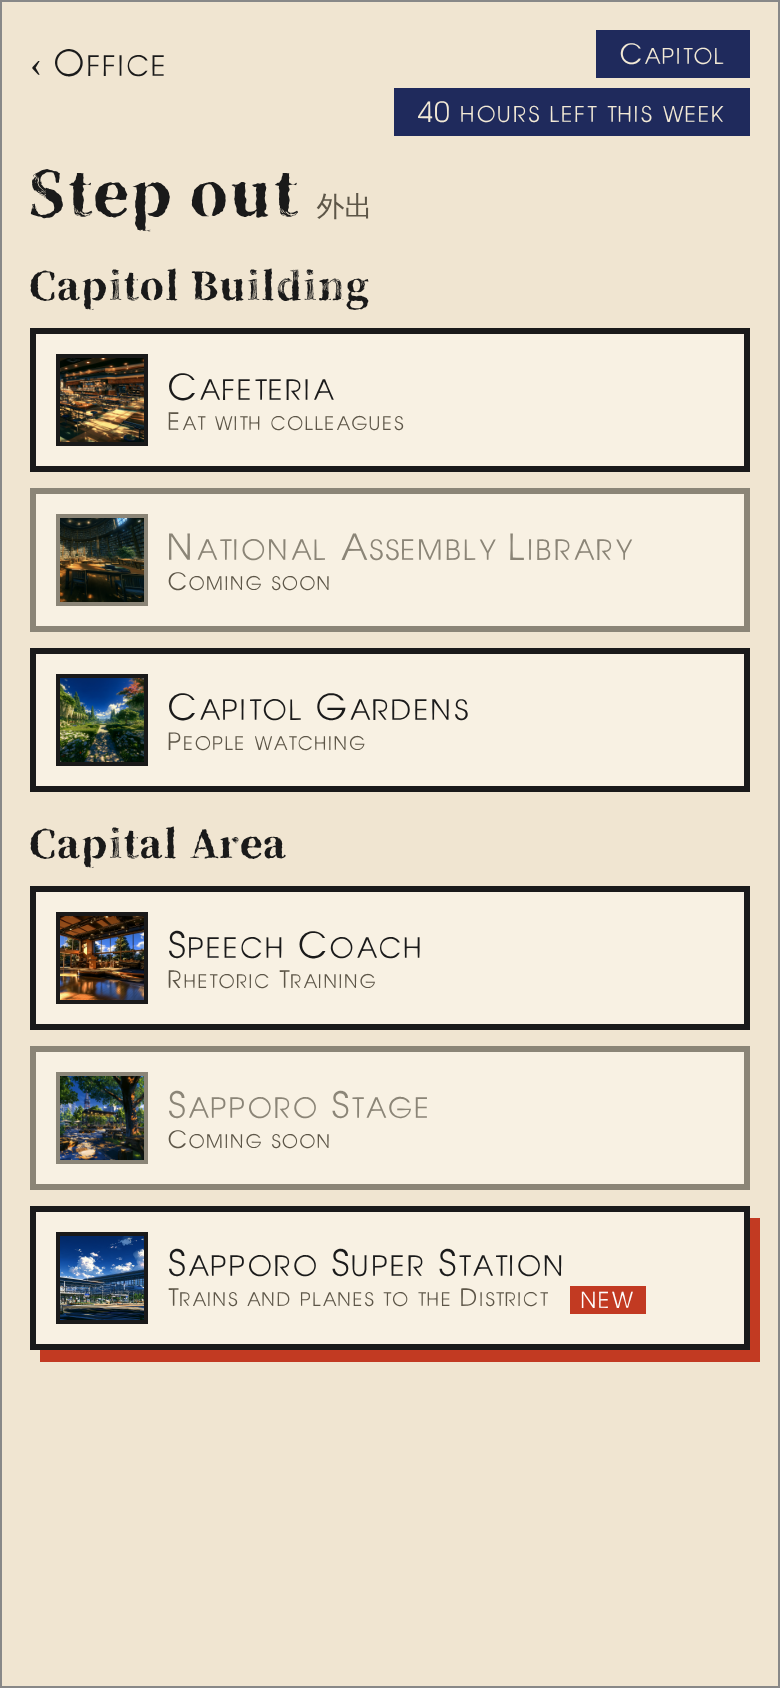 ‹ Office
Capitol
40 hours left this week
Step out 外出
Capitol Building
Cafeteria
Eat with colleagues
National Assembly Library
Coming soon
Capitol Gardens
People watching
Capital Area
Speech Coach
Rhetoric Training
Sapporo Stage
Coming soon
Sapporo Super Station
Trains and planes to the District NEW